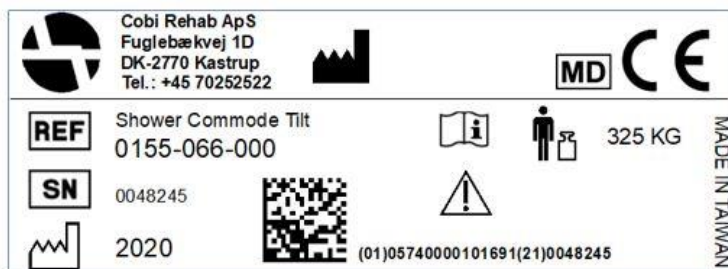 Cobi Rehab ApS
Fuglebækvej 1D
DK-2770 Kastrup
Tel.: +45 70252522
MD CE
REF Shower Commode Tilt
0155-066-000
325 KG
SN 0048245
2020
(01)05740000101691(21)0048245
MADE IN TAIWAN